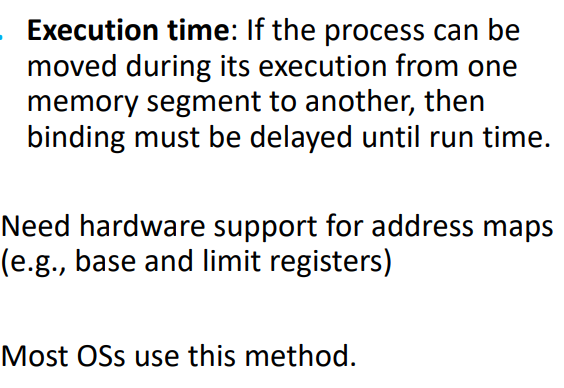 Execution time: If the process can be
moved during its execution from one
memory segment to another, then
binding must be delayed until run time.
Need hardware support for address maps
(e.g., base and limit registers)
Most OSs use this method.